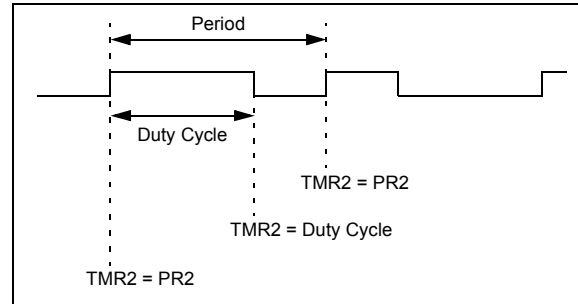 Period
Duty Cycle
TMR2 = PR2
TMR2 = Duty Cycle
TMR2 = PR2